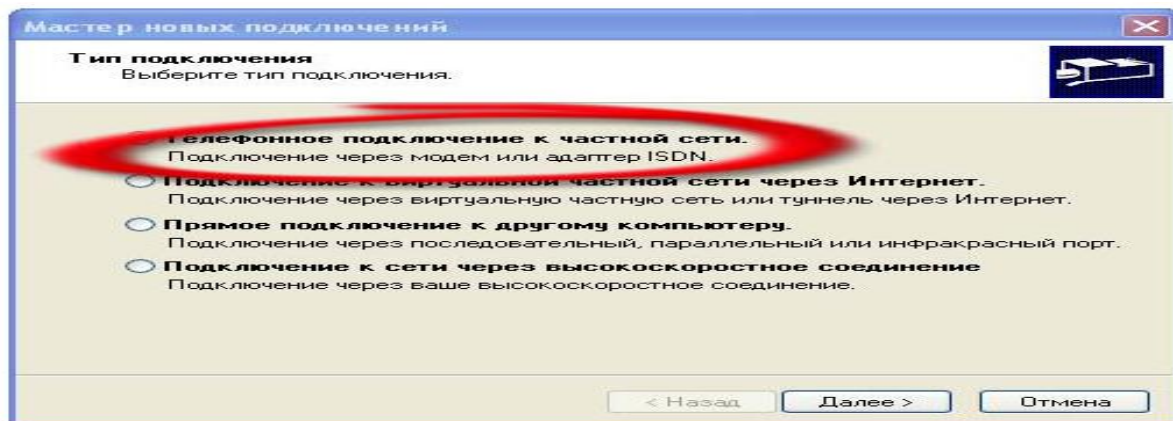 Мастер новых подключений
Тип подключения
Выберите тип подключения.
Телефонное подключение к частной сети.
Подключение через модем или адаптер ISDN.
Подключение к виртуальной частной сети через Интернет.
Подключение через виртуальную частную сеть или туннель через Интернет.
Прямое подключение к другому компьютеру.
Подключение через последовательный, параллельный или инфракрасный порт.
Подключение к сети через высокоскоростное соединение
Подключение через ваше высокоскоростное соединение.
< Назад
Далее >
Отмена